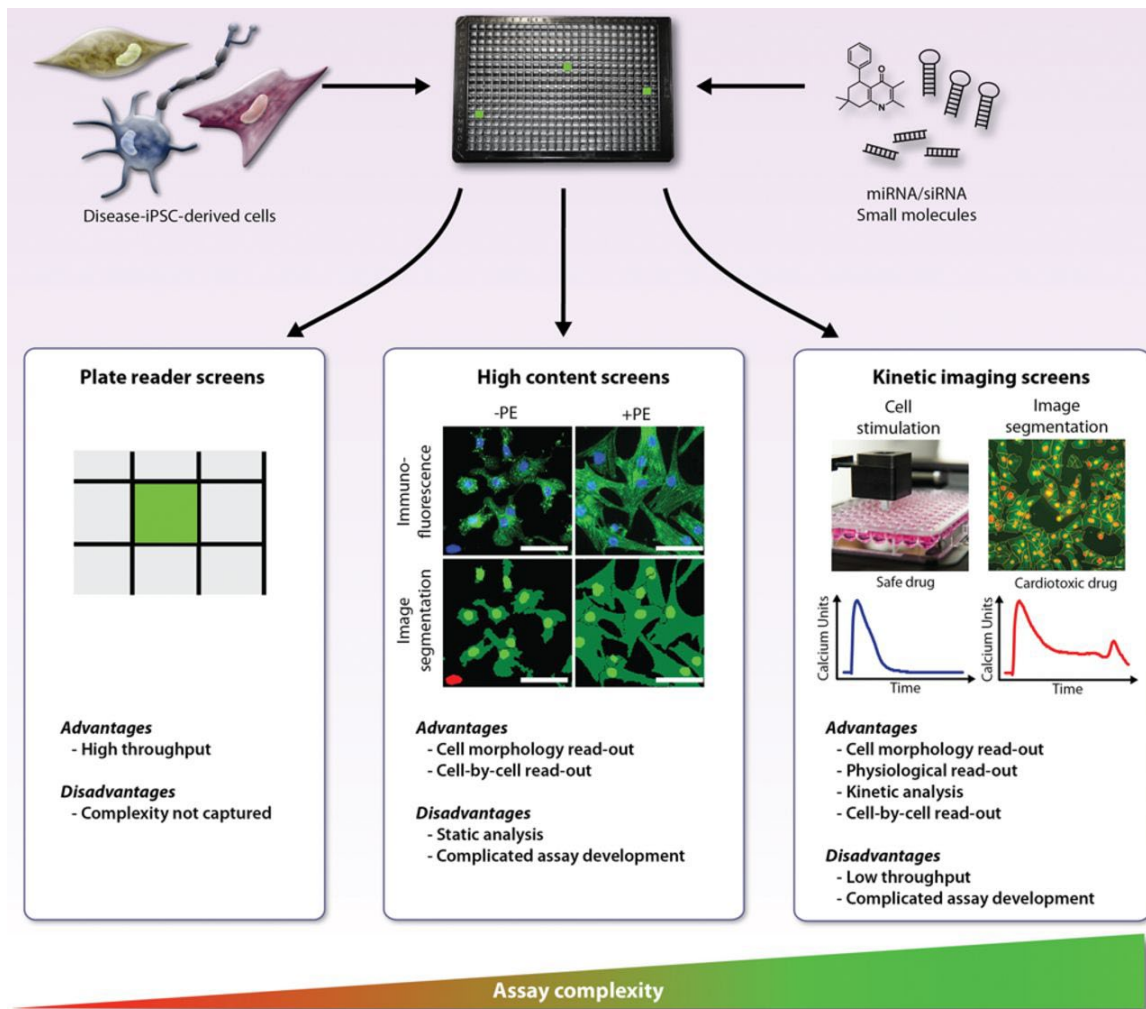 Disease-iPSC-derived cells
miRNA/siRNA
Small molecules
N
O
Plate reader screens
Advantages
- High throughput
Disadvantages
- Complexity not captured
High content screens
-PE
+PE
Immuno-
fluorescence
Image
segmentation
Advantages
- Cell morphology read-out
- Cell-by-cell read-out
Disadvantages
- Static analysis
- Complicated assay development
Kinetic imaging screens
Cell
stimulation
Image
segmentation
Safe drug
Cardiotoxic drug
Calcium Units
Time
Calcium Units
Time
Advantages
- Cell morphology read-out
- Physiological read-out
- Kinetic analysis
- Cell-by-cell read-out
Disadvantages
- Low throughput
- Complicated assay development
Assay complexity